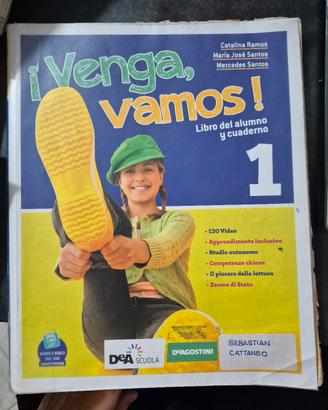 Catalina Ramos
María José Santos
Mercedes Santos
¡Venga,
vamos!
Libro del alumno
y cuaderno
1
• 120 Video
• Apprendimento inclusivo
• Studio autonomo
• Competenze chiave
• Il piacere della lettura
• Esame di Stato
DeA SCUOLA
DeAGOSTINI
SEBASTIAN
CATTANEO